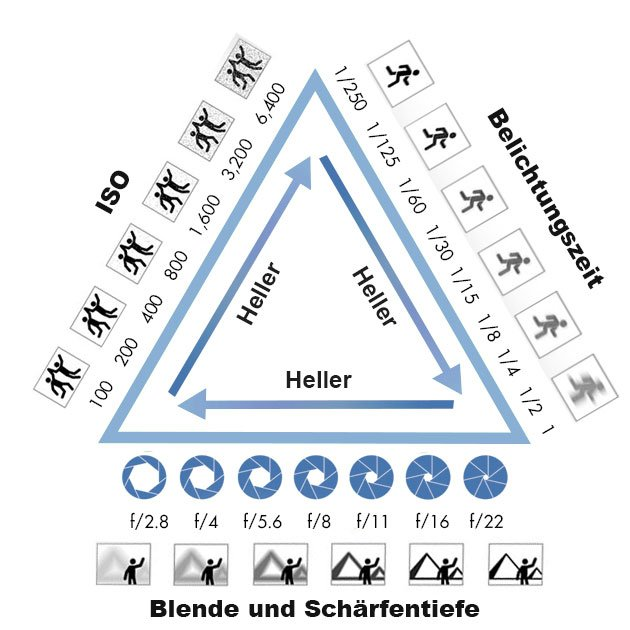 ISO
6,400
3,200
1,600
800
400
200
100
1/250
1/125
1/60
1/30
1/15
1/8
1/4
1/2
1
Belichtungszeit
Heller
Heller
Heller
f/2.8 f/4 f/5.6 f/8 f/11 f/16 f/22
Blende und Schärfentiefe